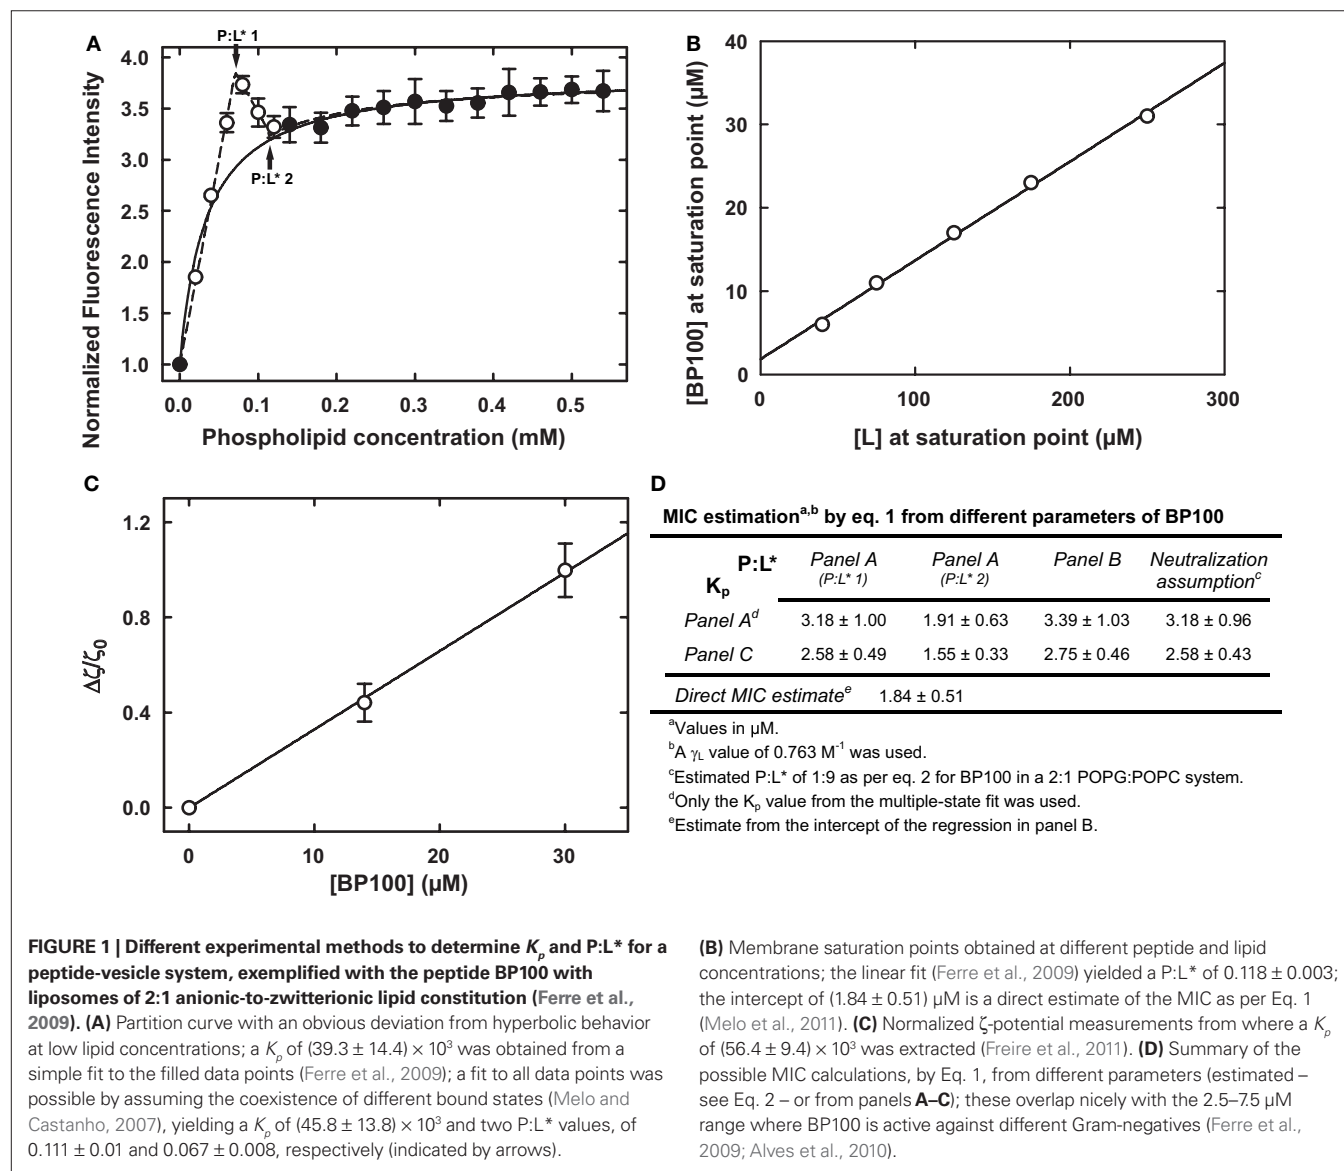 A
P:L* 1
4.0
3.5
3.0
2.5
2.0
1.5
1.0
P:L* 2
0.0 0.1 0.2 0.3 0.4 0.5
Normalized Fluorescence Intensity
Phospholipid concentration (mM)
B
40
30
20
10
0
0 100 200 300
[BP100] at saturation point (µM)
[L] at saturation point (µM)
C
1.2
0.8
0.4
0.0
0 10 20 30
Δζ/ζ0
[BP100] (µM)
D
MIC estimation^a,b by eq. 1 from different parameters of BP100
P:L* Panel A Panel A Panel B Neutralization
Kp (P:L* 1) (P:L* 2) assumption^c
Panel A^d 3.18 ± 1.00 1.91 ± 0.63 3.39 ± 1.03 3.18 ± 0.96
Panel C 2.58 ± 0.49 1.55 ± 0.33 2.75 ± 0.46 2.58 ± 0.43
Direct MIC estimate^e 1.84 ± 0.51
^aValues in µM.
^bA γL value of 0.763 M^-1 was used.
^cEstimated P:L* of 1:9 as per eq. 2 for BP100 in a 2:1 POPG:POPC system.
^dOnly the Kp value from the multiple-state fit was used.
^eEstimate from the intercept of the regression in panel B.
FIGURE 1 | Different experimental methods to determine Kp and P:L* for a
peptide-vesicle system, exemplified with the peptide BP100 with
liposomes of 2:1 anionic-to-zwitterionic lipid constitution (Ferre et al.,
2009). (A) Partition curve with an obvious deviation from hyperbolic behavior
at low lipid concentrations; a Kp of (39.3 ± 14.4) × 10³ was obtained from a
simple fit to the filled data points (Ferre et al., 2009); a fit to all data points was
possible by assuming the coexistence of different bound states (Melo and
Castanho, 2007), yielding a Kp of (45.8 ± 13.8) × 10³ and two P:L* values, of
0.111 ± 0.01 and 0.067 ± 0.008, respectively (indicated by arrows).
(B) Membrane saturation points obtained at different peptide and lipid
concentrations; the linear fit (Ferre et al., 2009) yielded a P:L* of 0.118 ± 0.003;
the intercept of (1.84 ± 0.51) µM is a direct estimate of the MIC as per Eq. 1
(Melo et al., 2011). (C) Normalized ζ-potential measurements from where a Kp
of (56.4 ± 9.4) × 10³ was extracted (Freire et al., 2011). (D) Summary of the
possible MIC calculations, by Eq. 1, from different parameters (estimated –
see Eq. 2 – or from panels A–C); these overlap nicely with the 2.5–7.5 µM
range where BP100 is active against different Gram-negatives (Ferre et al.,
2009; Alves et al., 2010).